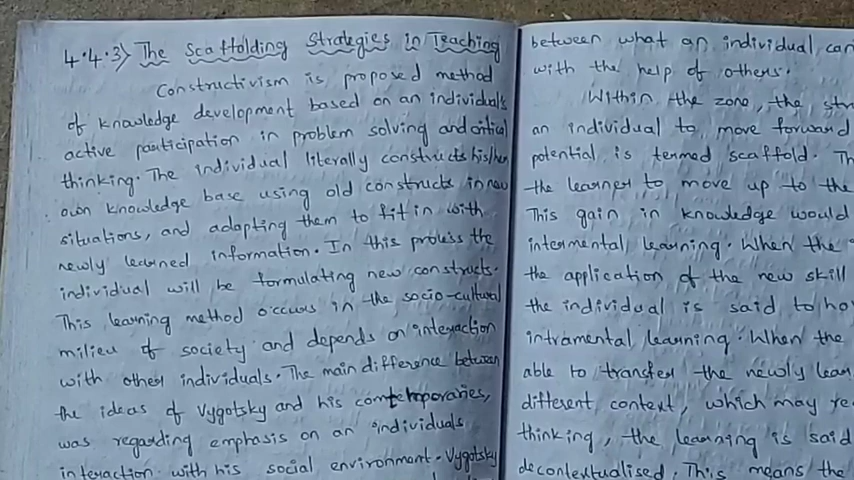 4.4.3) The Scaffolding Strategies in Teaching
Constructivism is proposed method
of knowledge development based on an individuals
active participation in problem solving and critical
thinking. The individual literally constructs his/her
own knowledge base using old constructs in new
situations, and adapting them to fit in with
newly learned information. In this process the
individual will be formulating new constructs.
This learning method occurs in the socio-cultural
milieu of society and depends on interaction
with other individuals. The main difference between
the ideas of Vygotsky and his contemporaries,
was regarding emphasis on an individuals
interaction with his social environment. Vygotsky
between what an individual can
with the help of others.
Within the zone, the
an individual to move forward
potential is termed scaffold.
the learner to move up to the
This gain in knowledge would
intermental learning. When the
the application of the new skill
the individual is said to
intramental learning. When the
able to transfer the newly
different context, which may
thinking, the learning is said
decontextualised. This means the